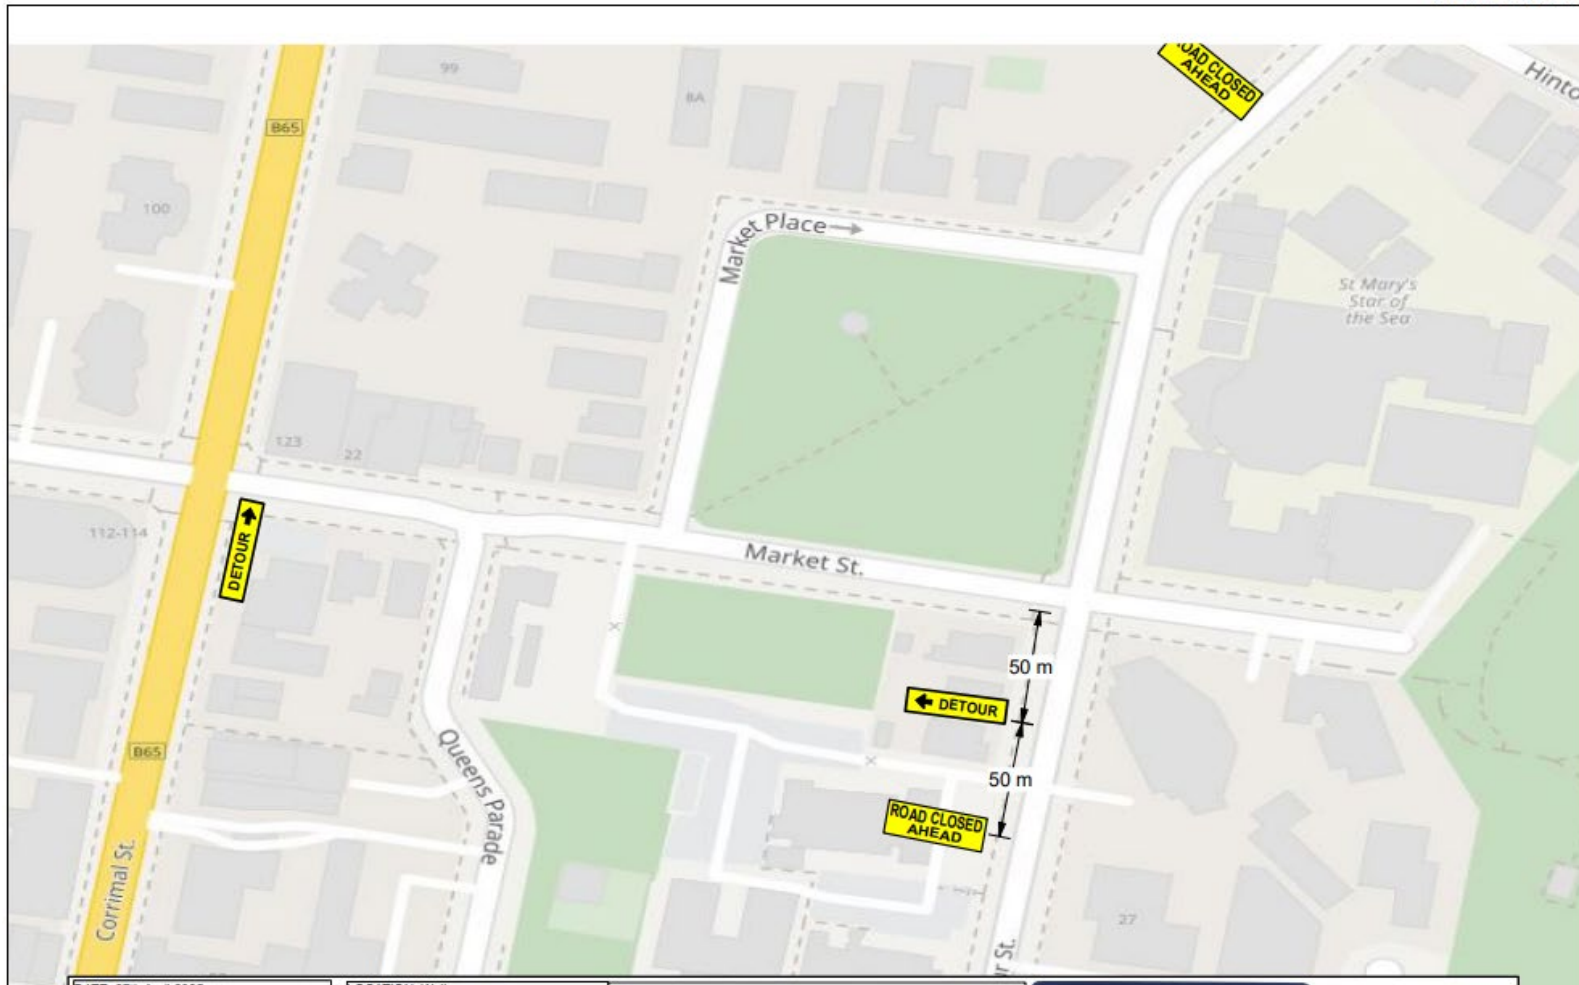 ROAD CLOSED
AHEAD
Hinto
99
8A
B65
100
Market Place
St Mary's
Star of
the Sea
123
22
112-114
DETOUR
Market St.
50 m
DETOUR
B65
Queens Parade
50 m
ROAD CLOSED
AHEAD
Corrimal St.
27
r St.